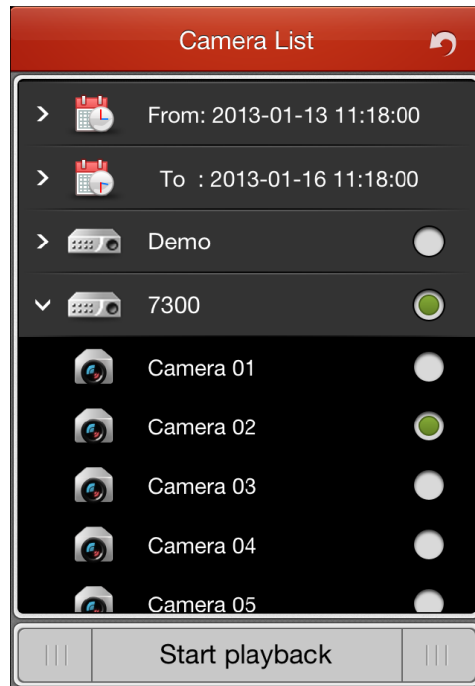 Camera List
From: 2013-01-13 11:18:00
To : 2013-01-16 11:18:00
Demo
7300
Camera 01
Camera 02
Camera 03
Camera 04
Camera 05
Start playback